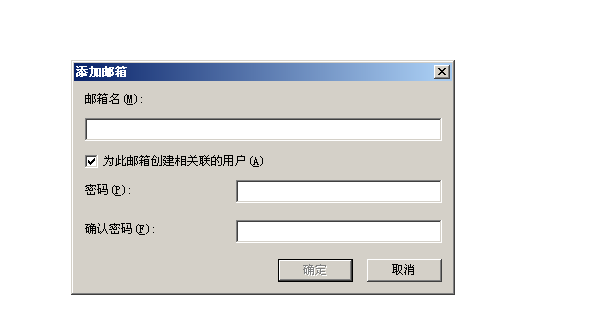 添加邮箱
邮箱名(M):
为此邮箱创建相关联的用户(A)
密码(P):
确认密码(F):
确定 取消